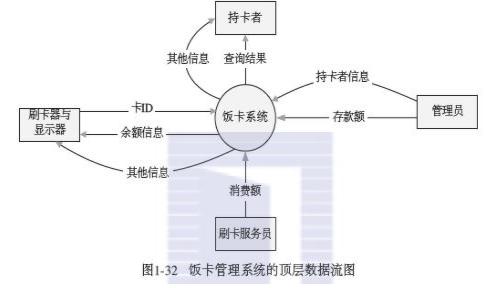 持卡者
其他信息
查询结果
持卡者信息
刷卡器与
显示器
卡ID
饭卡系统
管理员
存款额
余额信息
其他信息
消费额
刷卡服务员
图1-32 饭卡管理系统的顶层数据流图